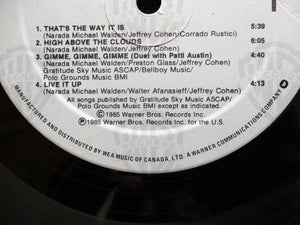 1. THAT'S THE WAY IT IS 5:39
(Narada Michael Walden/Jeffrey Cohen/Corrado Rustici)
2. HIGH ABOVE THE CLOUDS 5:05
(Narada Michael Walden/Jeffrey Cohen)
3. GIMME, GIMME, GIMME (Duet with Patti Austin) 4:40
(Narada Michael Walden/Preston Glass/Jeffrey Cohen)
Gratitude Sky Music ASCAP/Bellboy Music/
Polo Grounds Music BMI
4. LIVE IT UP 4:13
(Narada Michael Walden/Walter Afanasieff/Jeffrey Cohen)
All songs published by Gratitude Sky Music ASCAP/
Polo Grounds Music BMI except as indicated.
℗1985 Warner Bros. Records Inc.
©1985 Warner Bros. Records Inc. for the U.S.
MANUFACTURED AND DISTRIBUTED BY WEA MUSIC OF CANADA, LTD. A WARNER COMMUNICATIONS COMPANY.